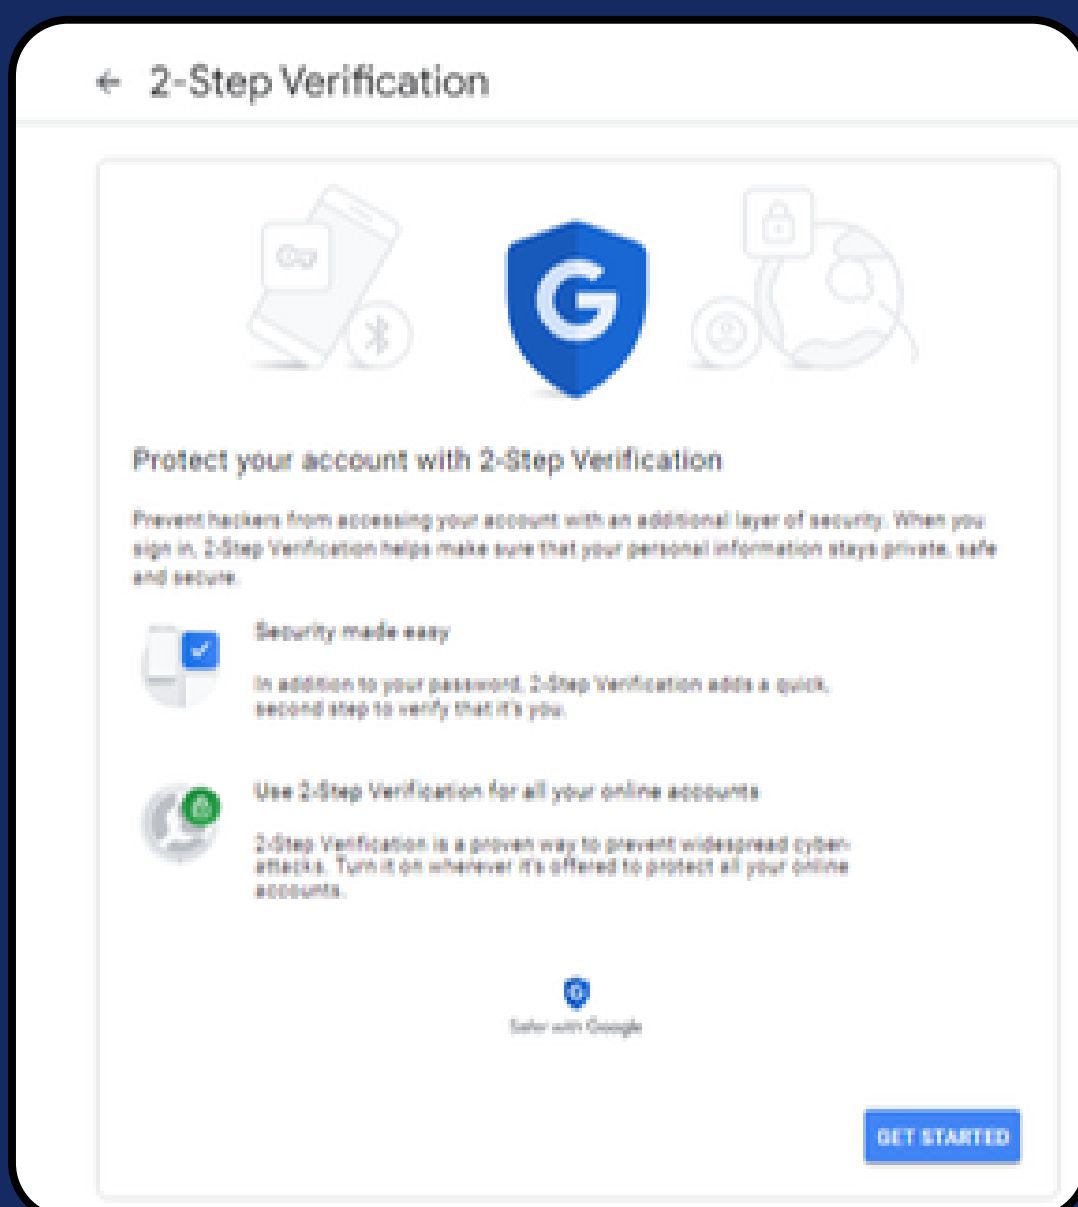 2-Step Verification
G
Protect your account with 2-Step Verification
Prevent hackers from accessing your account with an additional layer of security. When you
sign in, 2-Step Verification helps make sure that your personal information stays private, safe
and secure.
Security made easy
In addition to your password, 2-Step Verification adds a quick,
second step to verify that it's you.
Use 2-Step Verification for all your online accounts
2-Step Verification is a proven way to prevent widespread cyber-
attacks. Turn it on wherever it's offered to protect all your online
accounts.
G
Safer with Google
GET STARTED